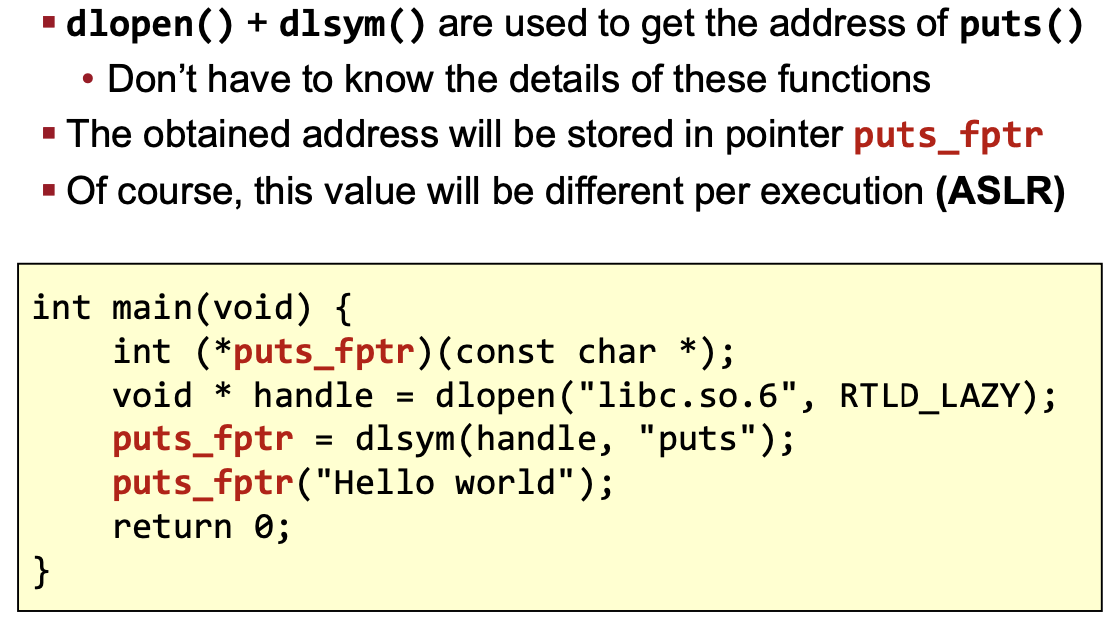 ▪ dlopen() + dlsym() are used to get the address of puts()
• Don’t have to know the details of these functions
▪ The obtained address will be stored in pointer puts_fptr
▪ Of course, this value will be different per execution (ASLR)
int main(void) {
    int (*puts_fptr)(const char *);
    void * handle = dlopen("libc.so.6", RTLD_LAZY);
    puts_fptr = dlsym(handle, "puts");
    puts_fptr("Hello world");
    return 0;
}